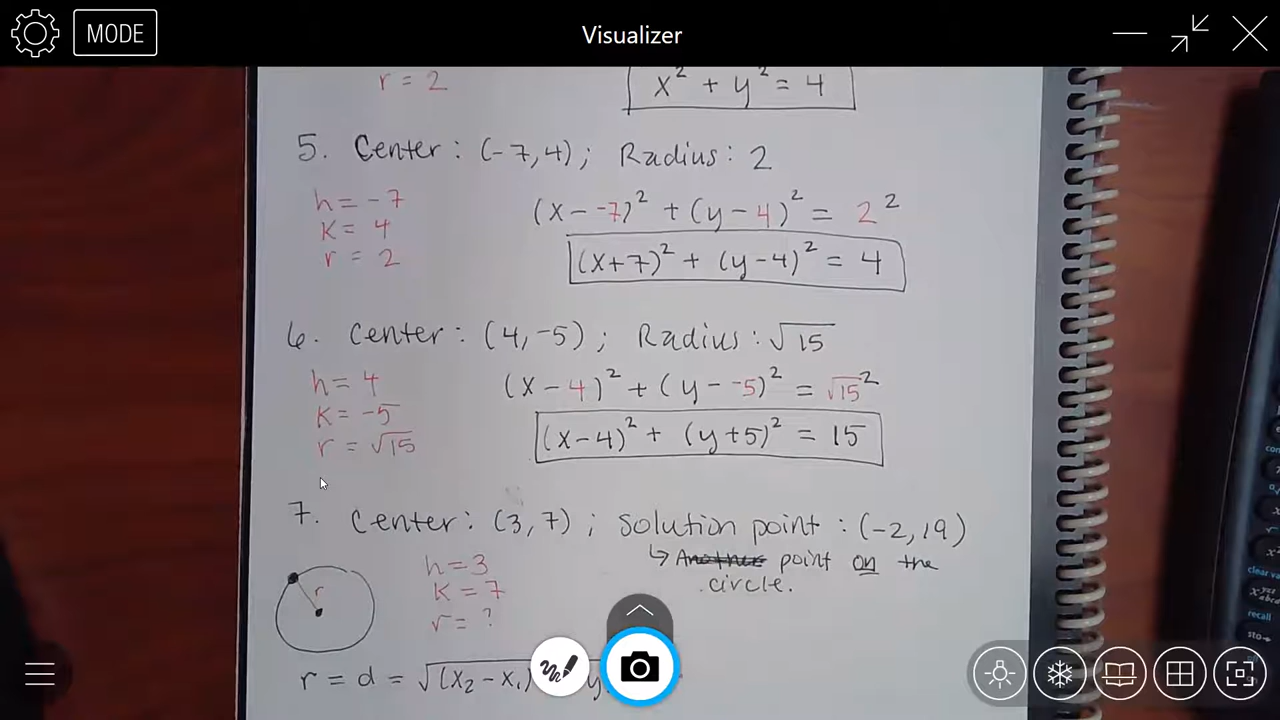 MODE
Visualizer
r = 2
x² + y² = 4
5. Center : (-7, 4) ; Radius : 2
h = -7
(x - -7)² + (y - 4)² = 2²
k = 4
r = 2
(x+7)² + (y-4)² = 4
6. Center : (4, -5) ; Radius : √15
h = 4
(x - 4)² + (y - -5)² = √15²
k = -5
r = √15
(x-4)² + (y+5)² = 15
7. Center : (3, 7) ; Solution point : (-2, 19)
↳ Another point on the
circle.
h = 3
k = 7
r = ?
r
r = d = √(x₂ - x₁)